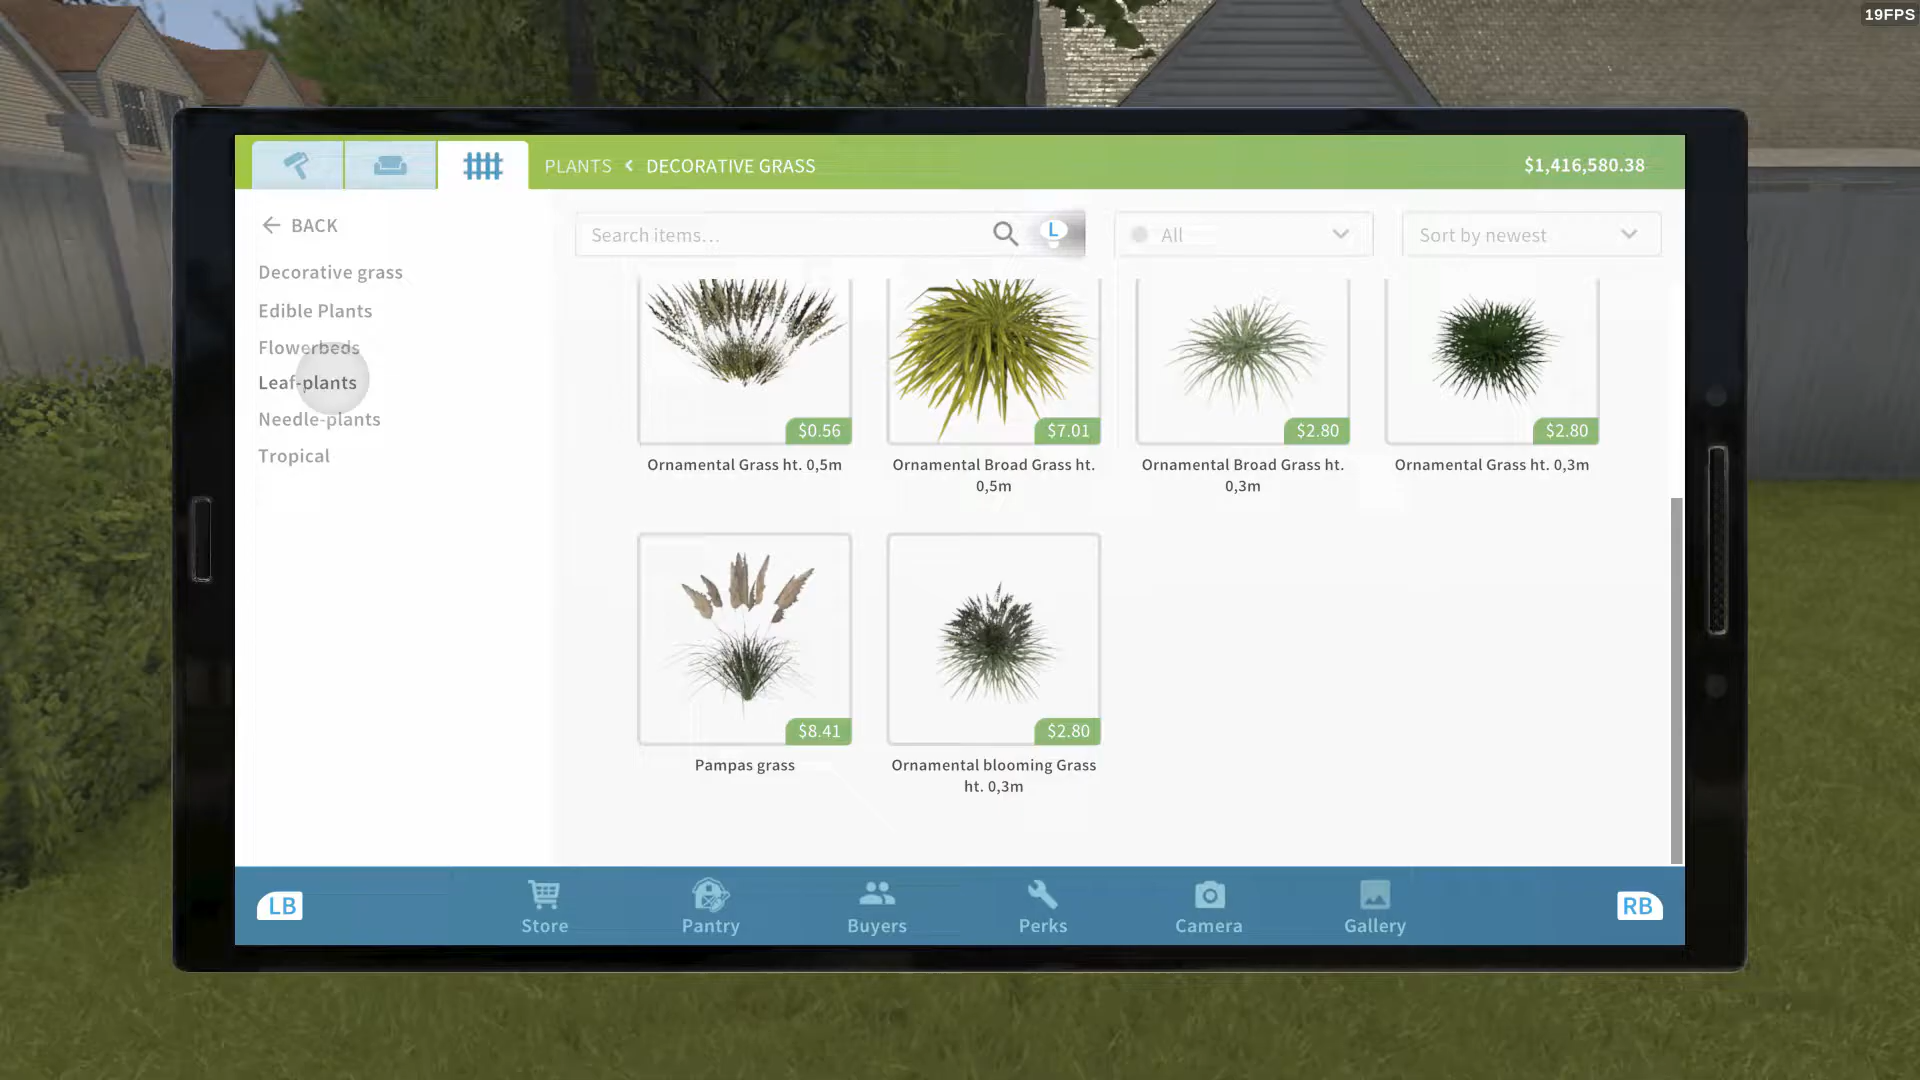 19FPS
PLANTS < DECORATIVE GRASS
$1,416,580.38
BACK
Search items...
L
All
Sort by newest
Decorative grass
Edible Plants
Flowerbeds
Leaf-plants
Needle-plants
Tropical
$0.56
$7.01
$2.80
$2.80
Ornamental Grass ht. 0,5m
Ornamental Broad Grass ht.
0,5m
Ornamental Broad Grass ht.
0,3m
Ornamental Grass ht. 0,3m
$8.41
$2.80
Pampas grass
Ornamental blooming Grass
ht. 0,3m
LB
Store
Pantry
Buyers
Perks
Camera
Gallery
RB